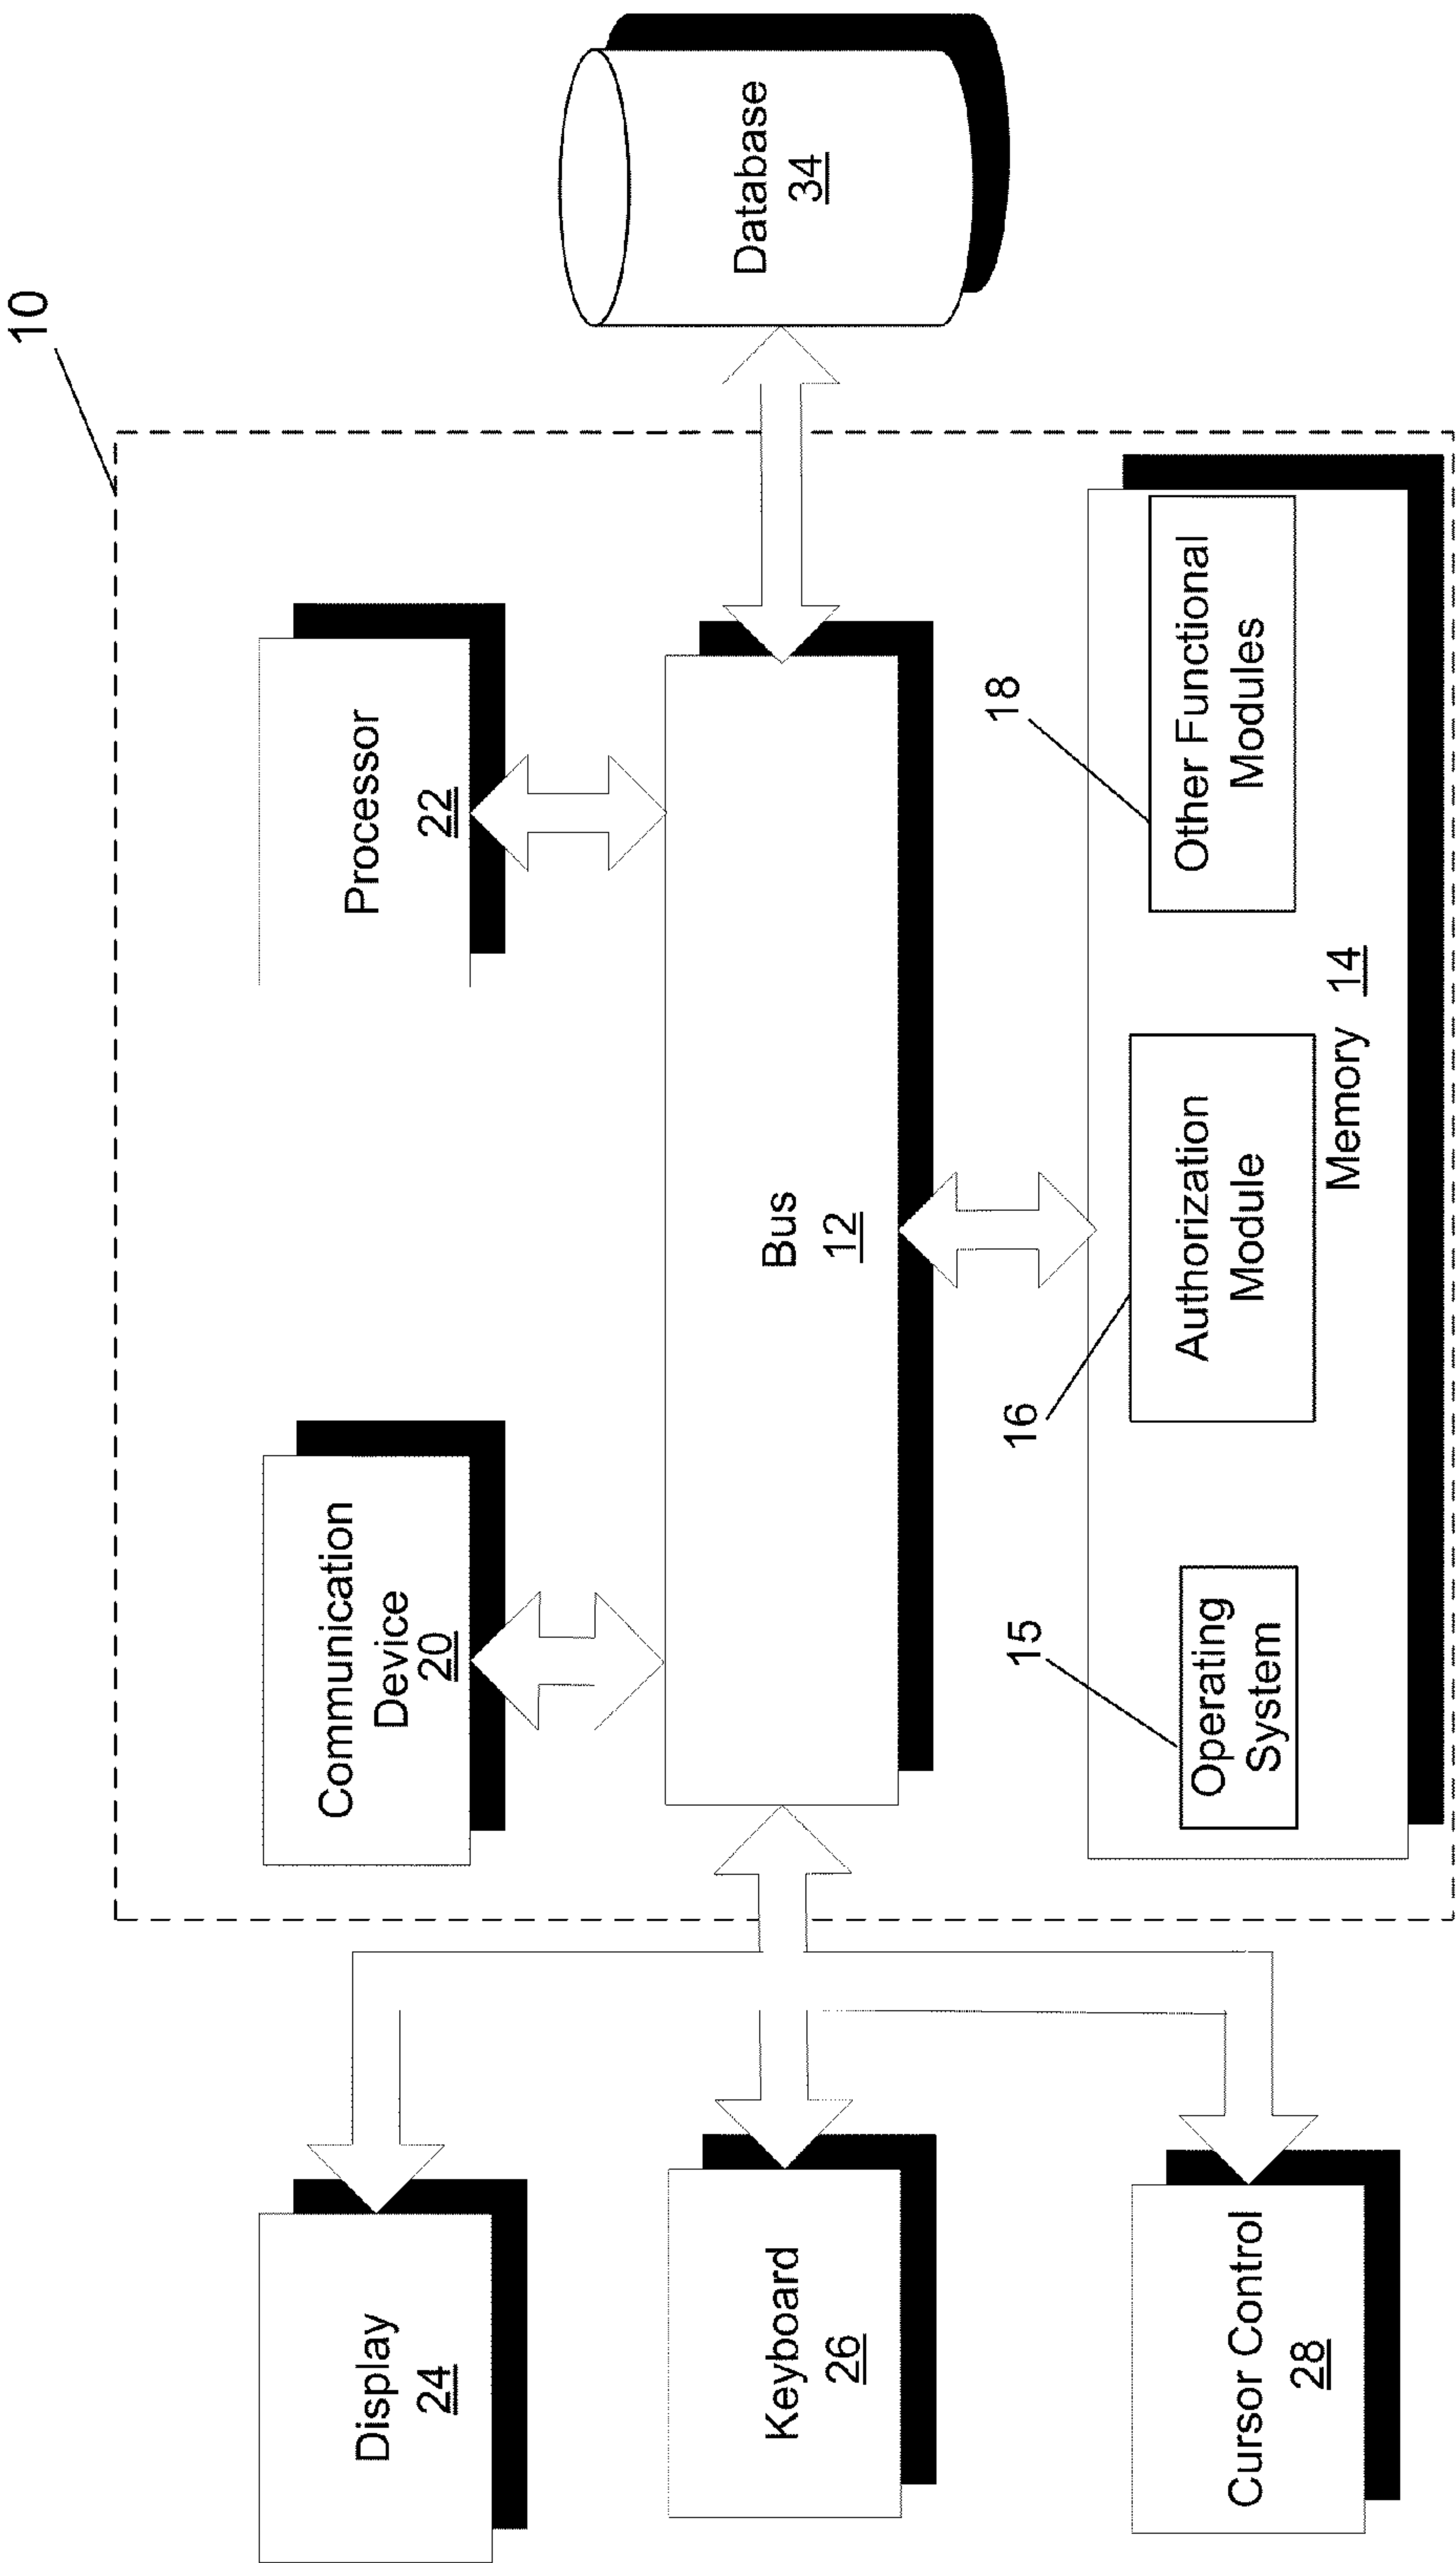 10
Communication
Device
20
Processor
22
Display
24
Keyboard
26
Cursor Control
28
Bus
12
Database
34
15
16
18
Operating
System
Authorization
Module
Other Functional
Modules
Memory 14